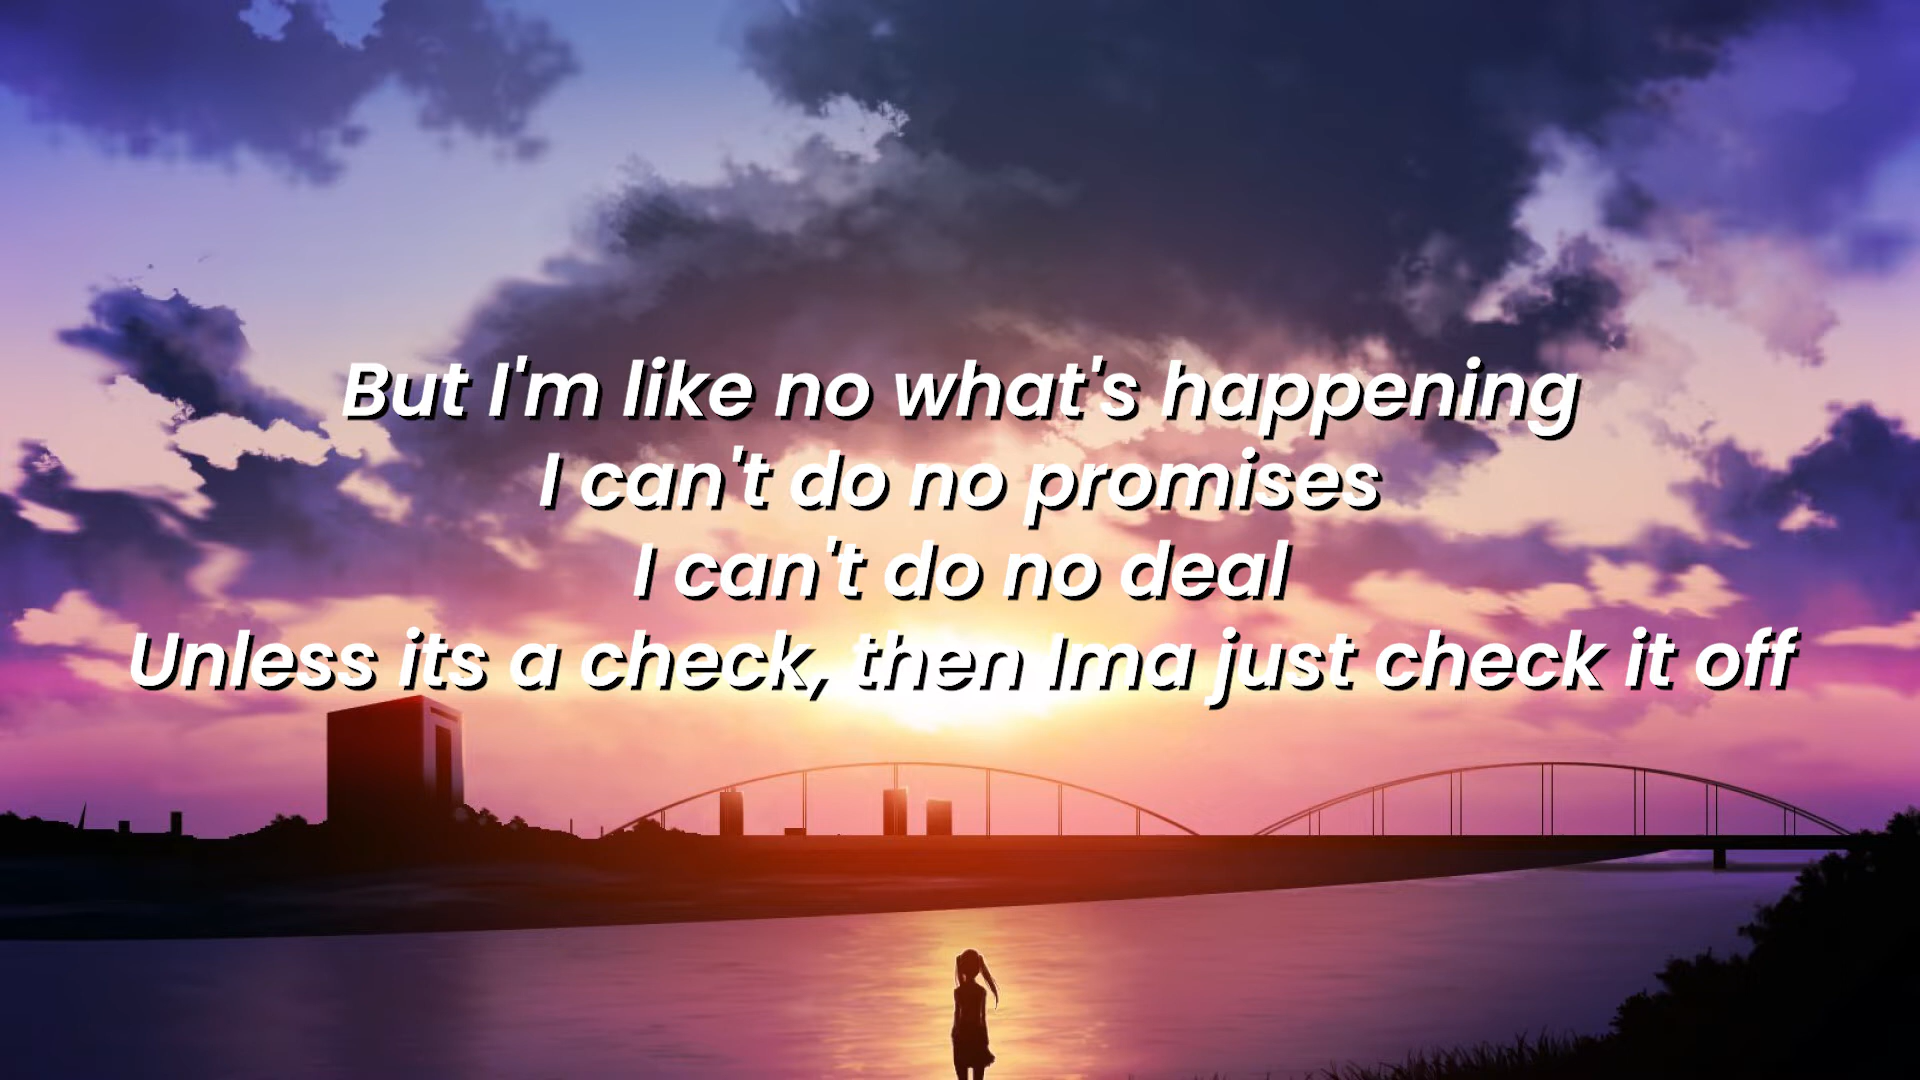 But I'm like no what's happening
I can't do no promises
I can't do no deal
Unless its a check, then Ima just check it off